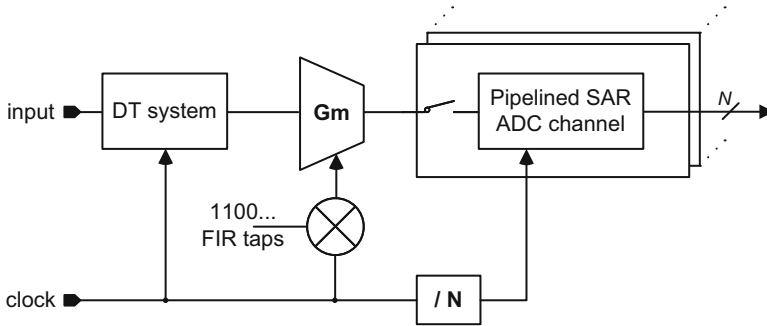 input
DT system
Gm
Pipelined SAR
ADC channel
N
1100...
FIR taps
clock
/ N